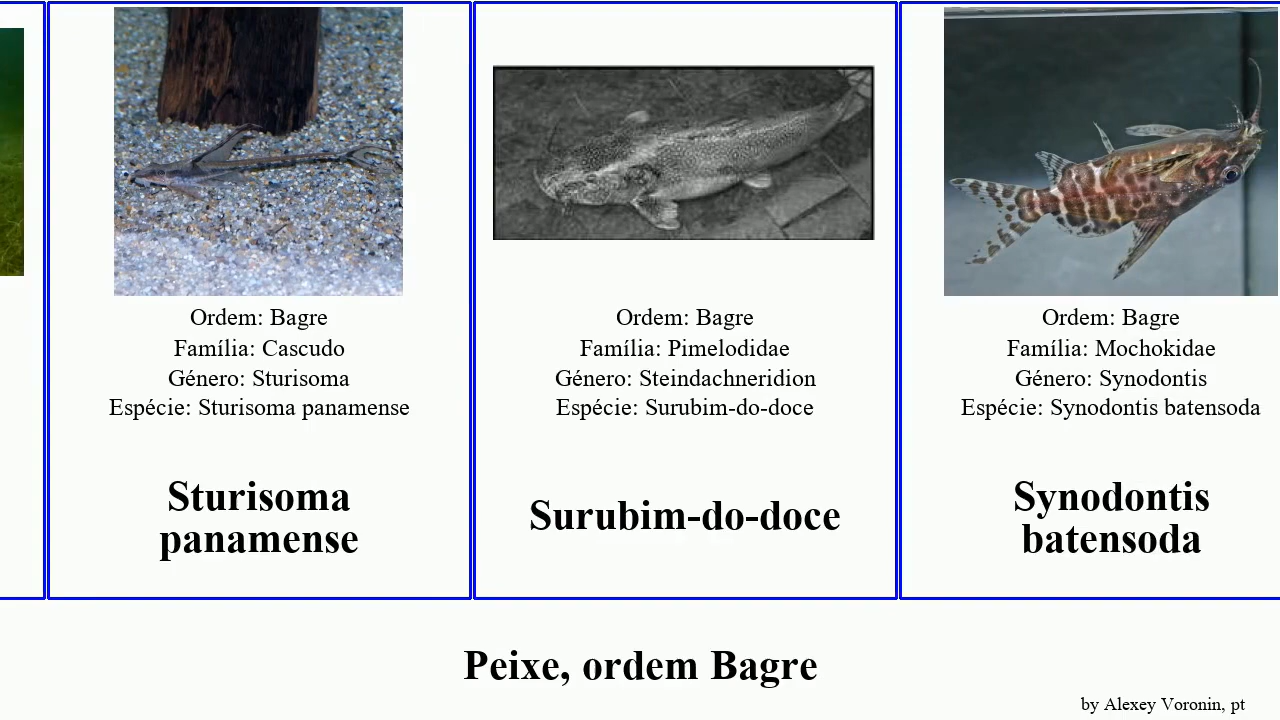 Ordem: Bagre
Família: Cascudo
Género: Sturisoma
Espécie: Sturisoma panamense
Sturisoma
panamense
Ordem: Bagre
Família: Pimelodidae
Género: Steindachneridion
Espécie: Surubim-do-doce
Surubim-do-doce
Ordem: Bagre
Família: Mochokidae
Género: Synodontis
Espécie: Synodontis batensoda
Synodontis
batensoda
Peixe, ordem Bagre
by Alexey Voronin, pt